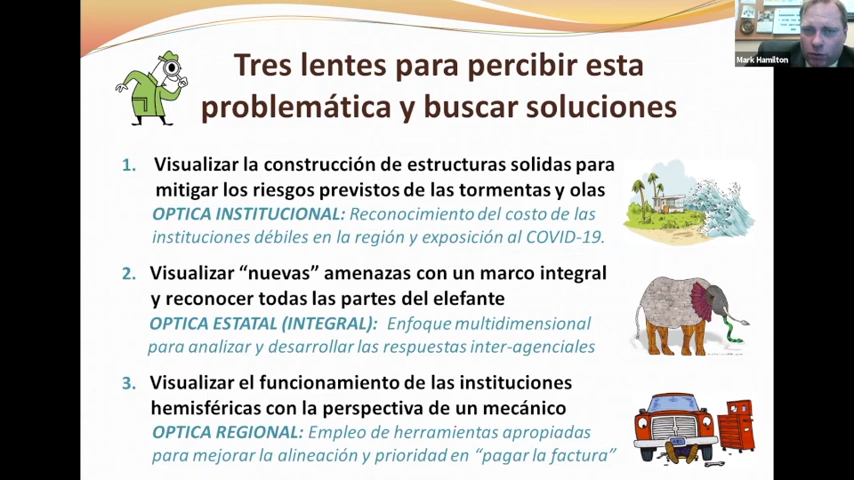 Mark Hamilton
Tres lentes para percibir esta
problemática y buscar soluciones
1. Visualizar la construcción de estructuras solidas para
mitigar los riesgos previstos de las tormentas y olas
OPTICA INSTITUCIONAL: Reconocimiento del costo de las
instituciones débiles en la región y exposición al COVID-19.
2. Visualizar “nuevas” amenazas con un marco integral
y reconocer todas las partes del elefante
OPTICA ESTATAL (INTEGRAL): Enfoque multidimensional
para analizar y desarrollar las respuestas inter-agenciales
3. Visualizar el funcionamiento de las instituciones
hemisféricas con la perspectiva de un mecánico
OPTICA REGIONAL: Empleo de herramientas apropiadas
para mejorar la alineación y prioridad en “pagar la factura”